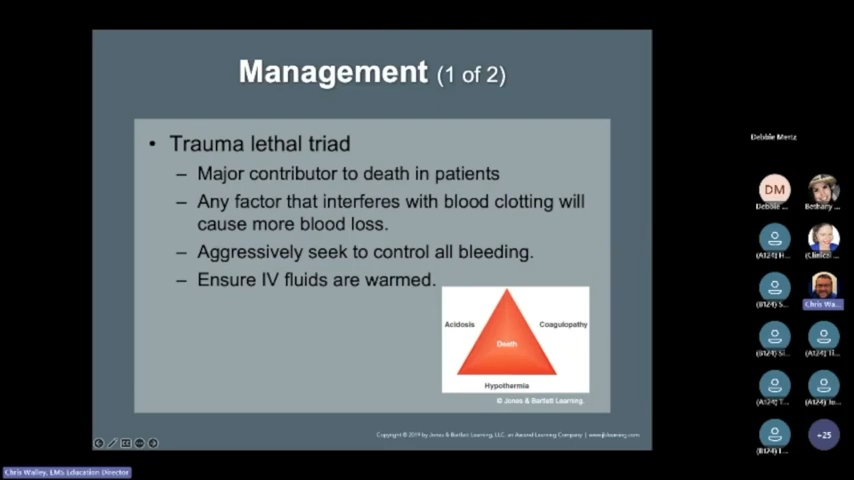 Management (1 of 2)
• Trauma lethal triad
– Major contributor to death in patients
– Any factor that interferes with blood clotting will
cause more blood loss.
– Aggressively seek to control all bleeding.
– Ensure IV fluids are warmed.
Acidosis
Coagulopathy
Death
Hypothermia
© Jones & Bartlett Learning.
Copyright © 2019 by Jones & Bartlett Learning, LLC, an Ascend Learning Company | www.jblearning.com
Debbie Mertz
DM
Debbie ...
Bethany ...
(A124) H...
(Clinical ...
(B124) S...
Chris Wa...
(B124) Si...
(A124) Ti...
(A124) T...
(A124) Jo...
+25
Chris Walley, EMS Education Director